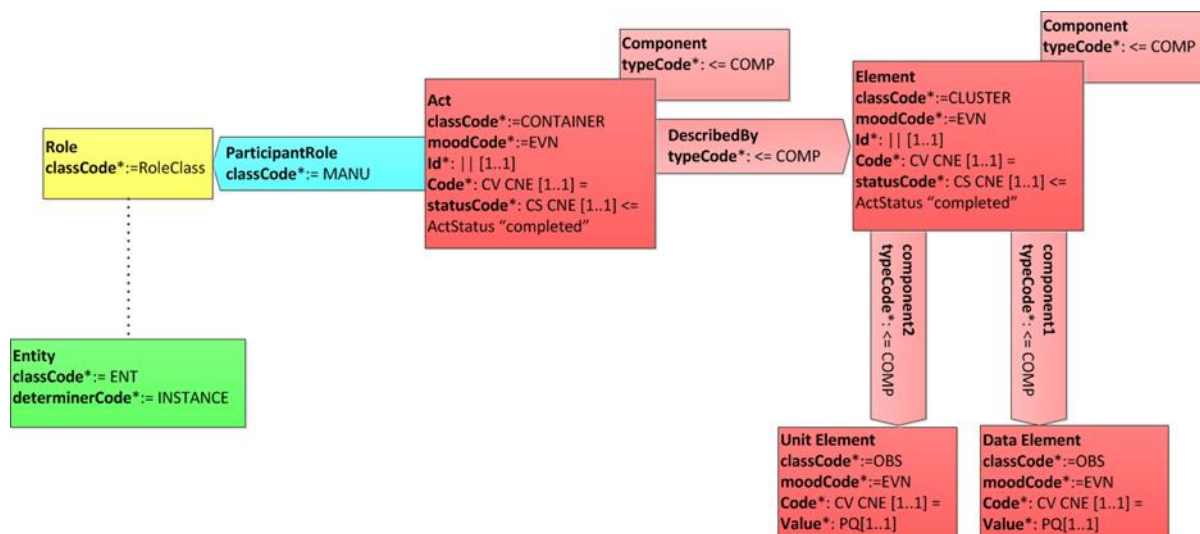 Component
typeCode*: <= COMP
Component
typeCode*: <= COMP
Act
classCode*:=CONTAINER
moodCode*:=EVN
Id*: || [1..1]
Code*: CV CNE [1..1] =
statusCode*: CS CNE [1..1] <=
ActStatus “completed”
Element
classCode*:=CLUSTER
moodCode*:=EVN
Id*: || [1..1]
Code*: CV CNE [1..1] =
statusCode*: CS CNE [1..1] <=
ActStatus “completed”
DescribedBy
typeCode*: <= COMP
Role
classCode*:=RoleClass
ParticipantRole
classCode*:= MANU
component2
typeCode*: <= COMP
component1
typeCode*: <= COMP
Entity
classCode*:= ENT
determinerCode*:= INSTANCE
Unit Element
classCode*:=OBS
moodCode*:=EVN
Code*: CV CNE [1..1] =
Value*: PQ[1..1]
Data Element
classCode*:=OBS
moodCode*:=EVN
Code*: CV CNE [1..1] =
Value*: PQ[1..1]